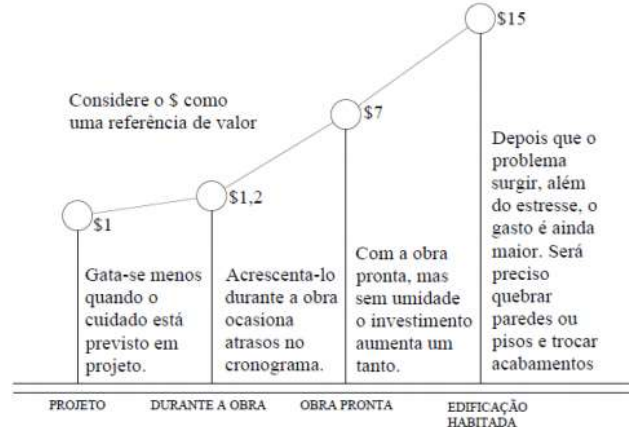 $15
Considere o $ como
uma referência de valor
$7
$1,2
$1
Gata-se menos
quando o
cuidado está
previsto em
projeto.
Acrescenta-lo
durante a obra
ocasiona
atrasos no
cronograma.
Com a obra
pronta, mas
sem umidade
o investimento
aumenta um
tanto.
Depois que o
problema
surgir, além
do estresse, o
gasto é ainda
maior. Será
preciso
quebrar
paredes ou
pisos e trocar
acabamentos
PROJETO
DURANTE A OBRA
OBRA PRONTA
EDIFICAÇÃO
HABITADA